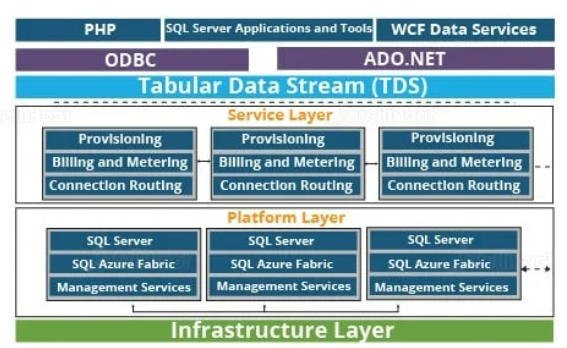 PHP
SQL Server Applications and Tools
WCF Data Services
ODBC
ADO.NET
Tabular Data Stream (TDS)
Service Layer
Provisioning
Billing and Metering
Connection Routing
Provisioning
Billing and Metering
Connection Routing
Provisioning
Billing and Metering
Connection Routing
Platform Layer
SQL Server
SQL Azure Fabric
Management Services
SQL Server
SQL Azure Fabric
Management Services
SQL Server
SQL Azure Fabric
Management Services
Infrastructure Layer